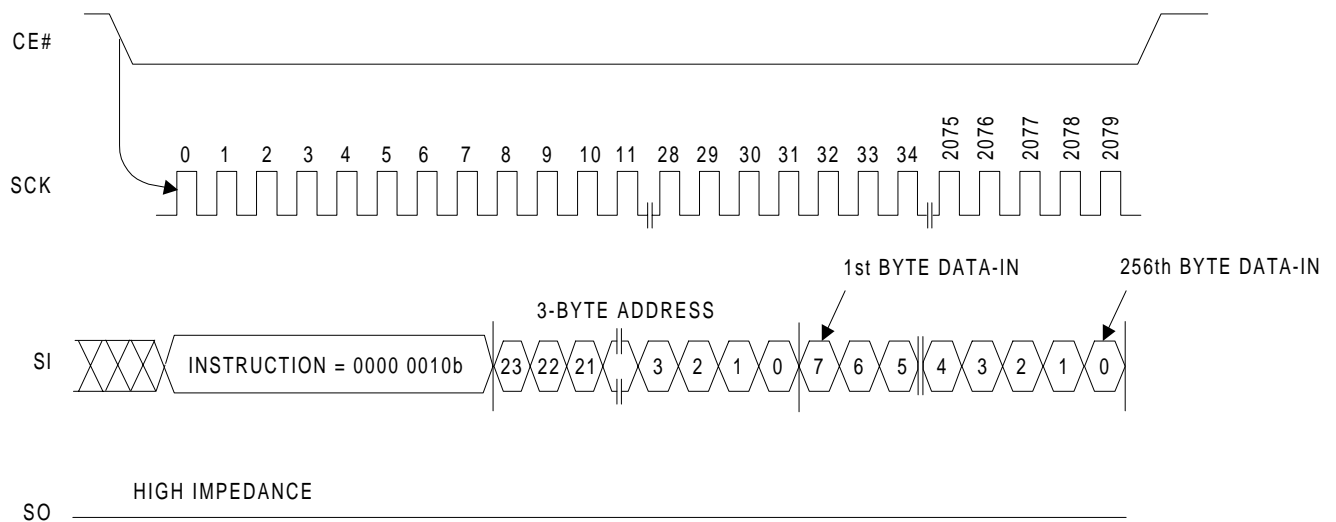 CE#
SCK
0 1 2 3 4 5 6 7 8 9 10 11 28 29 30 31 32 33 34 2075 2076 2077 2078 2079
1st BYTE DATA-IN
256th BYTE DATA-IN
3-BYTE ADDRESS
SI
INSTRUCTION = 0000 0010b 23 22 21 3 2 1 0 7 6 5 4 3 2 1 0
HIGH IMPEDANCE
SO